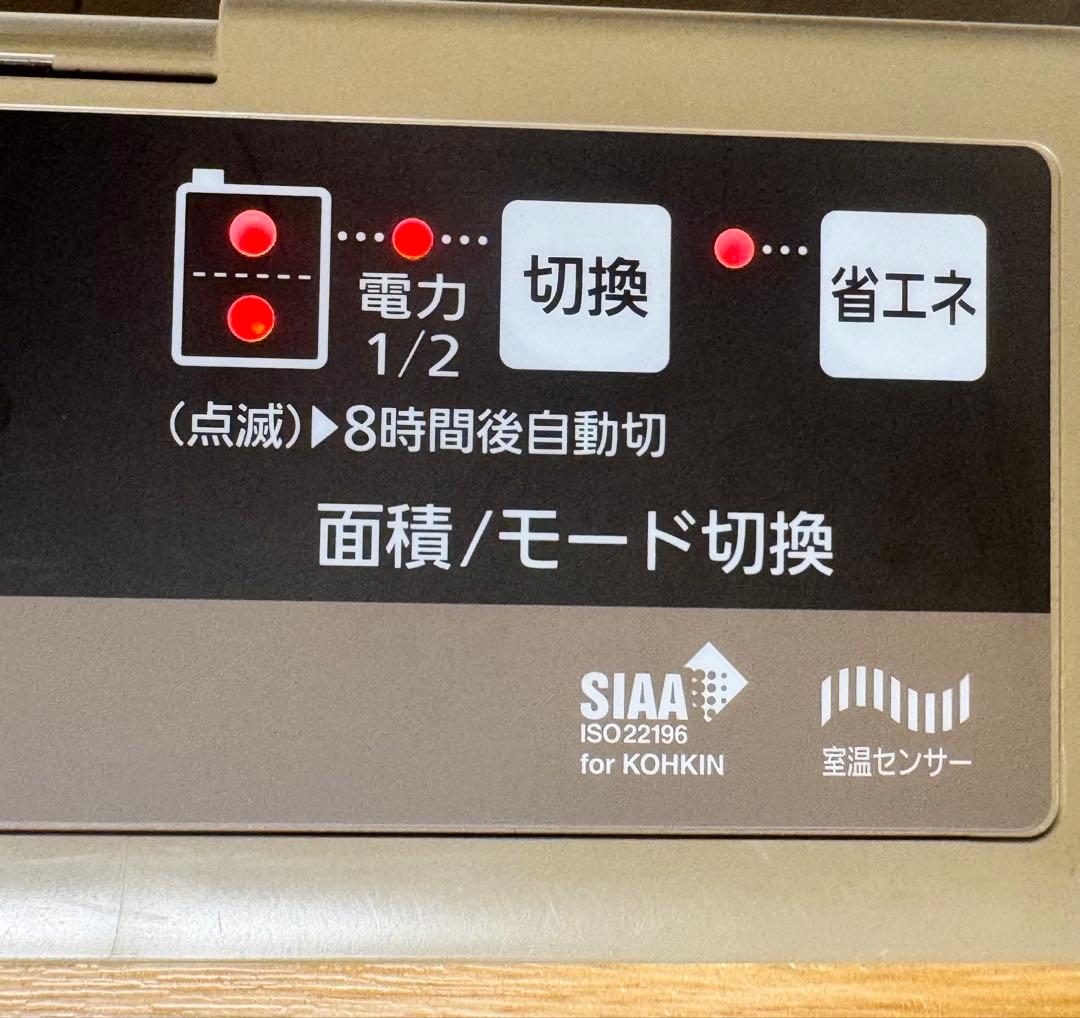 切換
省エネ
電力
1/2
(点滅)▶8時間後自動切
面積/モード切換
SIAA
ISO22196
for KOHKIN
室温センサー